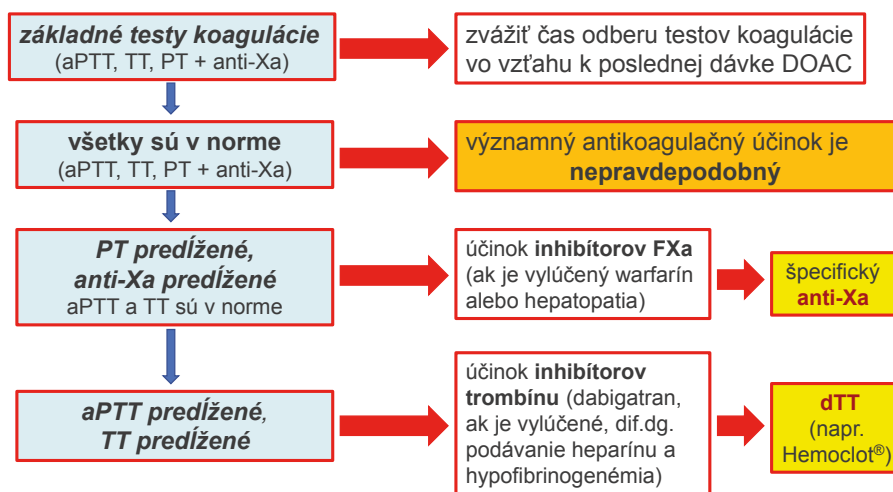 základné testy koagulácie
(aPTT, TT, PT + anti-Xa)
zvážiť čas odberu testov koagulácie
vo vzťahu k poslednej dávke DOAC
všetky sú v norme
(aPTT, TT, PT + anti-Xa)
významný antikoagulačný účinok je
nepravdepodobný
PT predĺžené,
anti-Xa predĺžené
aPTT a TT sú v norme
účinok inhibítorov FXa
(ak je vylúčený warfarín
alebo hepatopatia)
špecifický
anti-Xa
aPTT predĺžené,
TT predĺžené
účinok inhibítorov
trombínu (dabigatran,
ak je vylúčené, dif.dg.
podávanie heparínu a
hypofibrinogenémia)
dTT
(napr.
Hemoclot®)